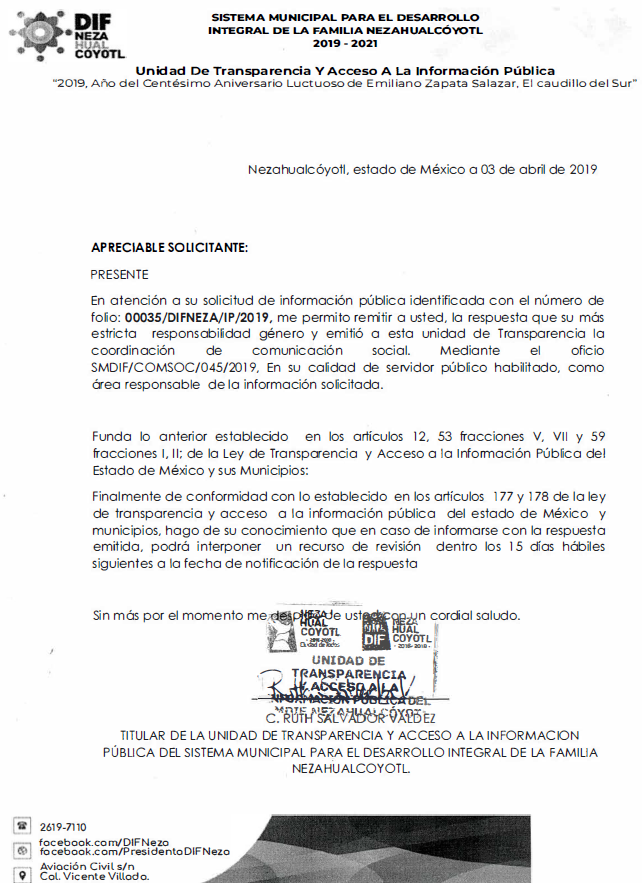 DIF
NEZA
HUAL
COYOTL
SISTEMA MUNICIPAL PARA EL DESARROLLO
INTEGRAL DE LA FAMILIA NEZAHUALCÓYOTL
2019 - 2021
Unidad De Transparencia Y Acceso A La Información Pública
"2019, Año del Centésimo Aniversario Luctuoso de Emiliano Zapata Salazar, El caudillo del Sur"
Nezahualcóyotl, estado de México a 03 de abril de 2019
APRECIABLE SOLICITANTE:
PRESENTE
En atención a su solicitud de información pública identificada con el número de
folio: 00035/DIFNEZA/IP/2019, me permito remitir a usted, la respuesta que su más
estricta responsabilidad género y emitió a esta unidad de Transparencia la
coordinación de comunicación social. Mediante el oficio
SMDIF/COMSOC/045/2019, En su calidad de servidor público habilitado, como
área responsable de la información solicitada.
Funda lo anterior establecido en los artículos 12, 53 fracciones V, VII y 59
fracciones I, II; de la Ley de Transparencia y Acceso a la Información Pública del
Estado de México y sus Municipios:
Finalmente de conformidad con lo establecido en los artículos 177 y 178 de la ley
de transparencia y acceso a la información pública del estado de México y
municipios, hago de su conocimiento que en caso de informarse con la respuesta
emitida, podrá interponer un recurso de revisión dentro los 15 días hábiles
siguientes a la fecha de notificación de la respuesta
Sin más por el momento me despido de usted con un cordial saludo.
NEZA
HUAL
COYOTL
DIF
NEZA
HUAL
COYOTL
UNIDAD DE
TRANSPARENCIA
Y ACCESO A LA
INFORMACIÓN PÚBLICA DEL
C. RUTH SALVADOR VALDEZ
TITULAR DE LA UNIDAD DE TRANSPARENCIA Y ACCESO A LA INFORMACION
PÚBLICA DEL SISTEMA MUNICIPAL PARA EL DESARROLLO INTEGRAL DE LA FAMILIA
NEZAHUALCOYOTL.
2619-7110
facebook.com/DIFNeza
facebook.com/PresidentaDIFNeza
Aviación Civil s/n
Col. Vicente Villada.